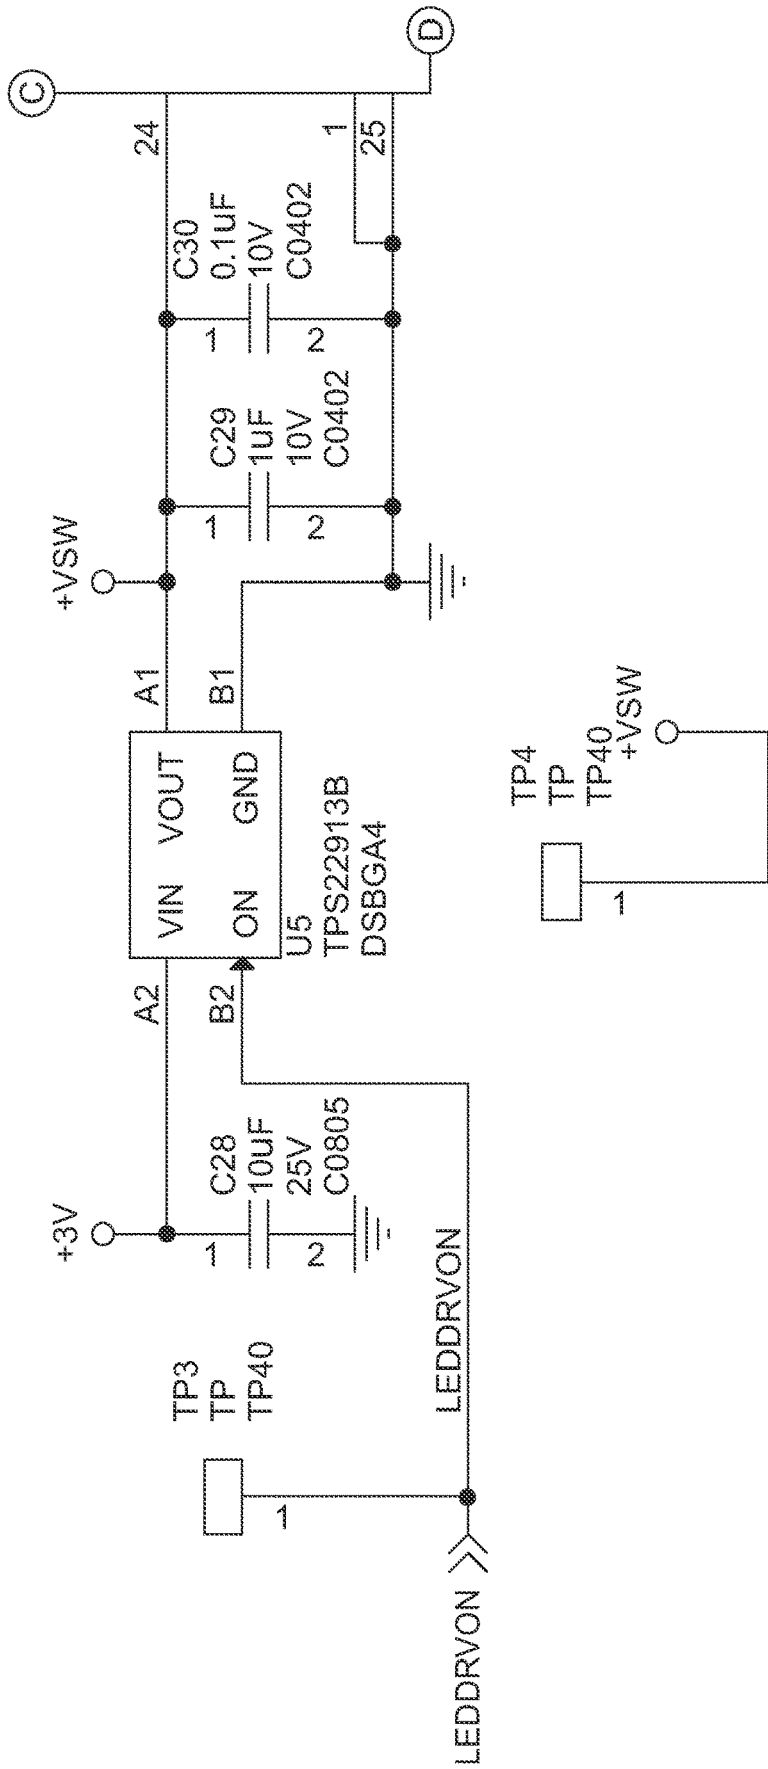 LEDDRVON
LEDDRVON
1
TP3
TP
TP40
+3V
1
2
C28
10uF
25V
C0805
A2
B2
VIN
VOUT
ON
GND
U5
TPS22913B
DSBGA4
A1
B1
+VSW
1
2
C29
1uF
10V
C0402
1
2
C30
0.1uF
10V
C0402
24
1
25
C
D
TP4
TP
TP40
1
+VSW